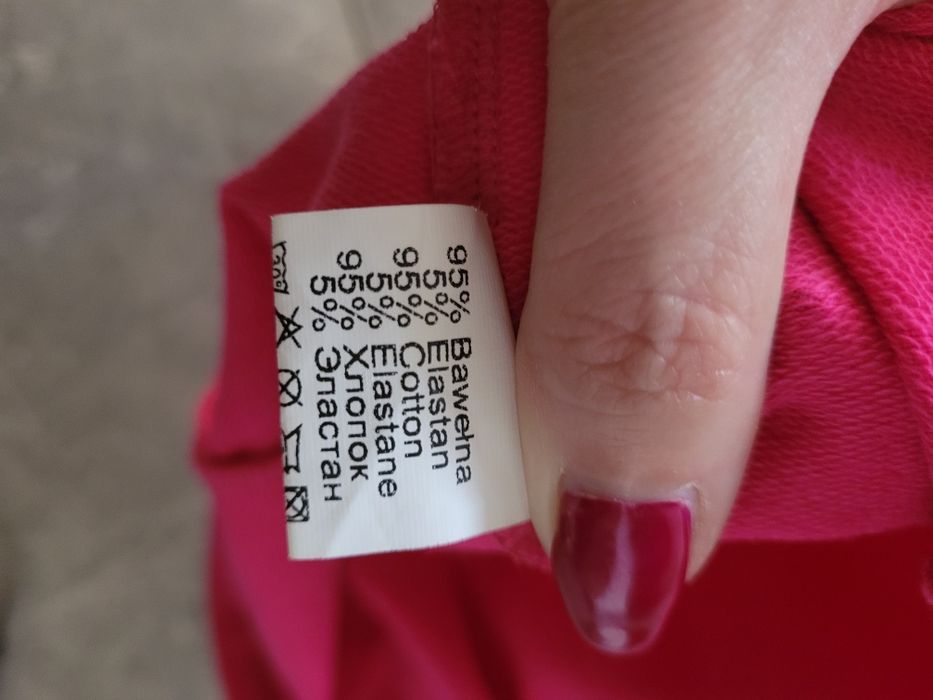 95% Bawełna
5% Elastan
95% Cotton
5% Elastane
95% Хлопок
5% Эластан